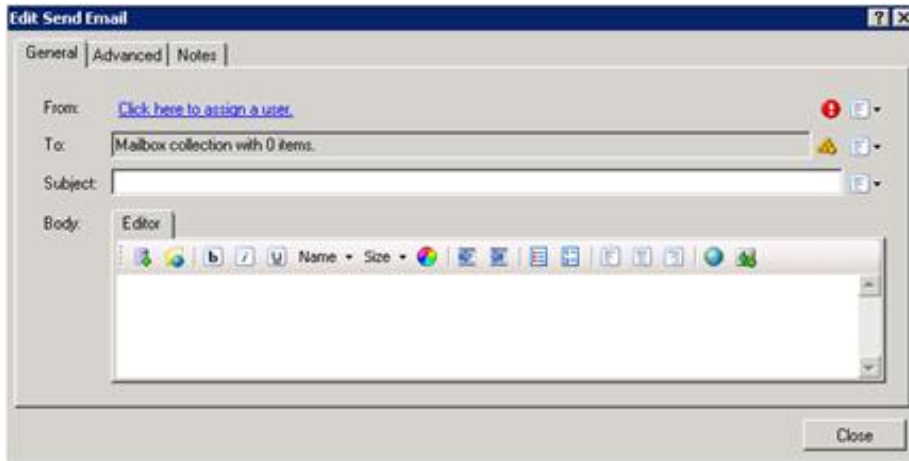 Edit Send Email
General Advanced Notes
From: Click here to assign a user.
To: Mailbox collection with 0 items.
Subject:
Body: Editor
b i u Name Size
Close